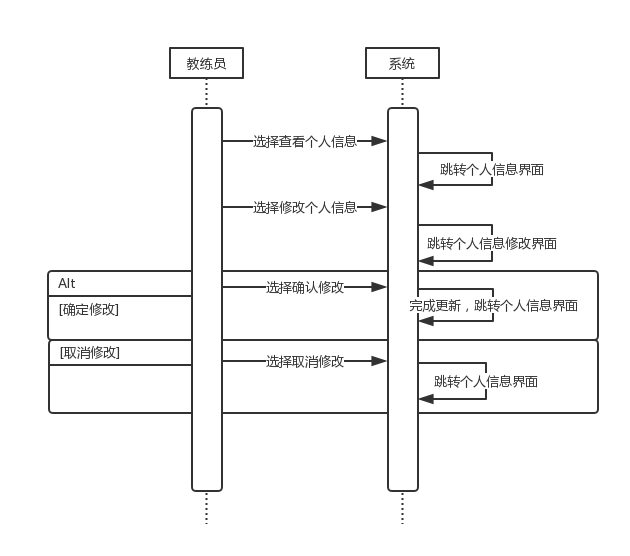 教练员
系统
选择查看个人信息
跳转个人信息界面
选择修改个人信息
跳转个人信息修改界面
Alt
选择确认修改
[确定修改]
完成更新，跳转个人信息界面
[取消修改]
选择取消修改
跳转个人信息界面